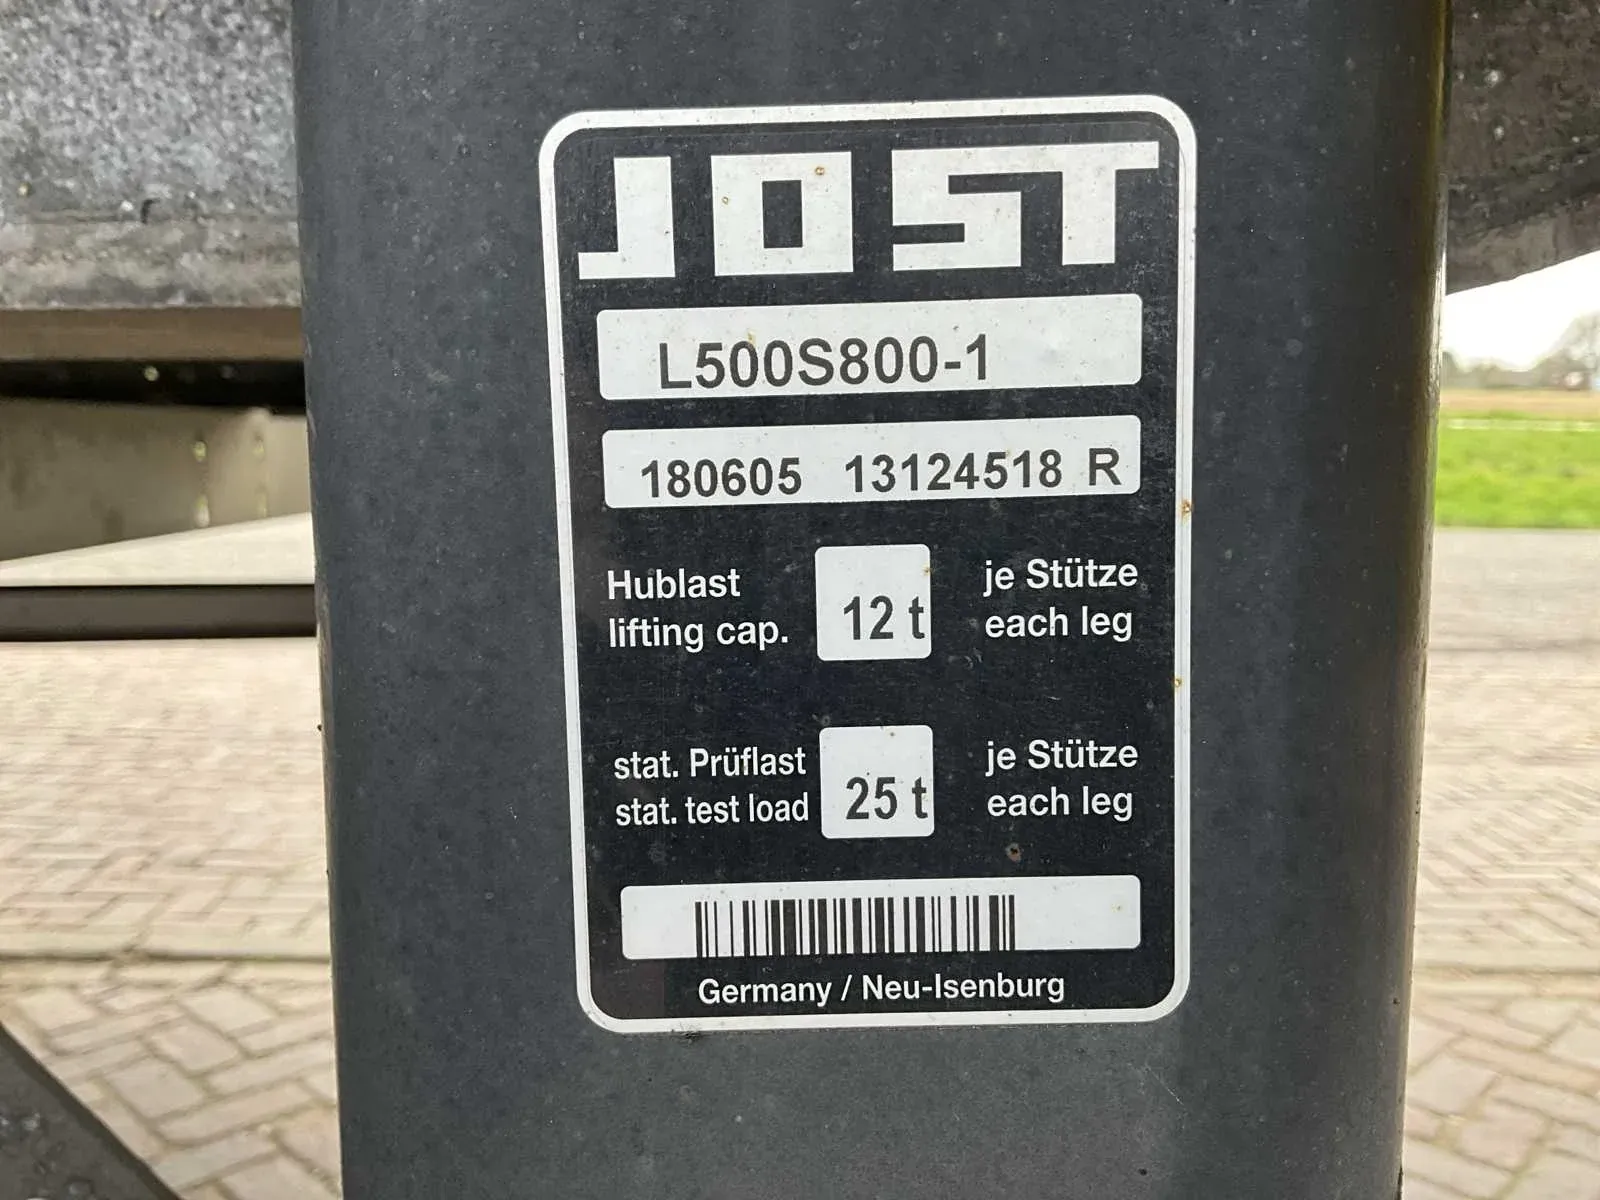 JOST
L500S800-1
180605 13124518 R
Hublast
lifting cap.
12 t
je Stütze
each leg
stat. Prüflast
stat. test load
25 t
je Stütze
each leg
Germany / Neu-Isenburg